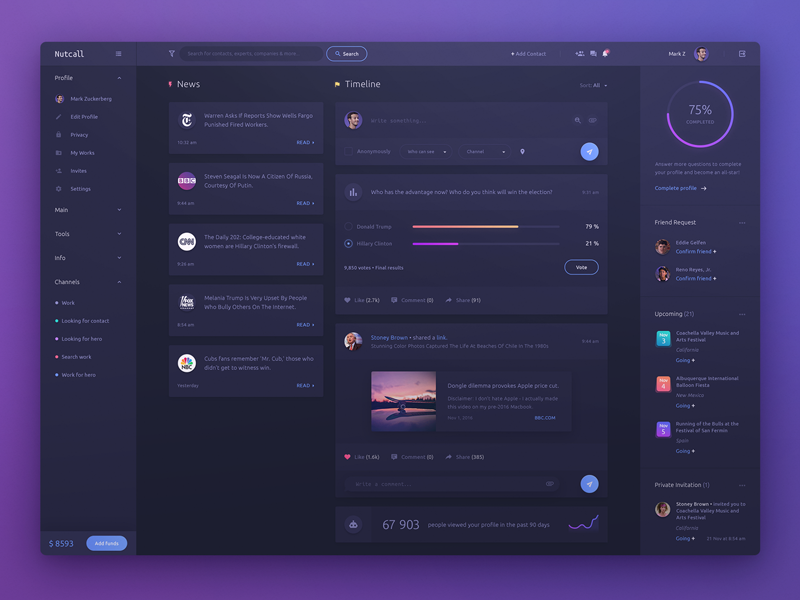 Nutcall
Search for contacts, experts, companies & more
Search
+ Add Contact
Mark Z
Profile
Mark Zuckerberg
Edit Profile
Privacy
My Works
Invites
Settings
Main
Tools
Info
Channels
Work
Looking for contact
Looking for hero
Search work
Work for hero
$ 8593
Add funds
News
Warren Asks If Reports Show Wells Fargo
Punished Fired Workers.
10:32 am
READ
BBC
Steven Seagal Is Now A Citizen Of Russia,
Courtesy Of Putin.
9:44 am
READ
CNN
The Daily 202: College-educated white
women are Hillary Clinton's firewall.
9:26 am
READ
FOX
NEWS
Melania Trump Is Very Upset By People
Who Bully Others On The Internet.
8:54 am
READ
NBC
Cubs fans remember 'Mr. Cub,' those who
didn't get to witness win.
Yesterday
READ
Timeline
Sort: All
Write something...
Anonymously
Who can see
Channel
Who has the advantage now? Who do you think will win the election?
9:31 am
Donald Trump
79 %
Hillary Clinton
21 %
9,850 votes • Final results
Vote
Like (2.7k)
Comment (0)
Share (91)
Stoney Brown • shared a link.
9:04 am
Stunning Color Photos Captured The Life At Beaches Of Chile In The 1980s
Dongle dilemma provokes Apple price cut.
Disclaimer: I don't hate Apple - I actually made
this video on my pre-2016 Macbook
Nov 1, 2016
BBC.COM
Like (1.6k)
Comment (0)
Share (385)
Write a comment...
67 903
people viewed your profile in the past 90 days
75%
COMPLETED
Answer more questions to complete
your profile and become an all-star!
Complete profile
Friend Request
Eddie Gelfen
Confirm friend +
Reno Reyes, Jr.
Confirm friend +
Upcoming (21)
Nov
3
Coachella Valley Music and
Arts Festival
California
Going +
Nov
4
Albuquerque International
Balloon Fiesta
New Mexico
Going +
Nov
5
Running of the Bulls at the
Festival of San Fermin
Spain
Going +
Private Invitation (1)
Stoney Brown • invited you to
Coachella Valley Music and
Arts Festival
California
Going +